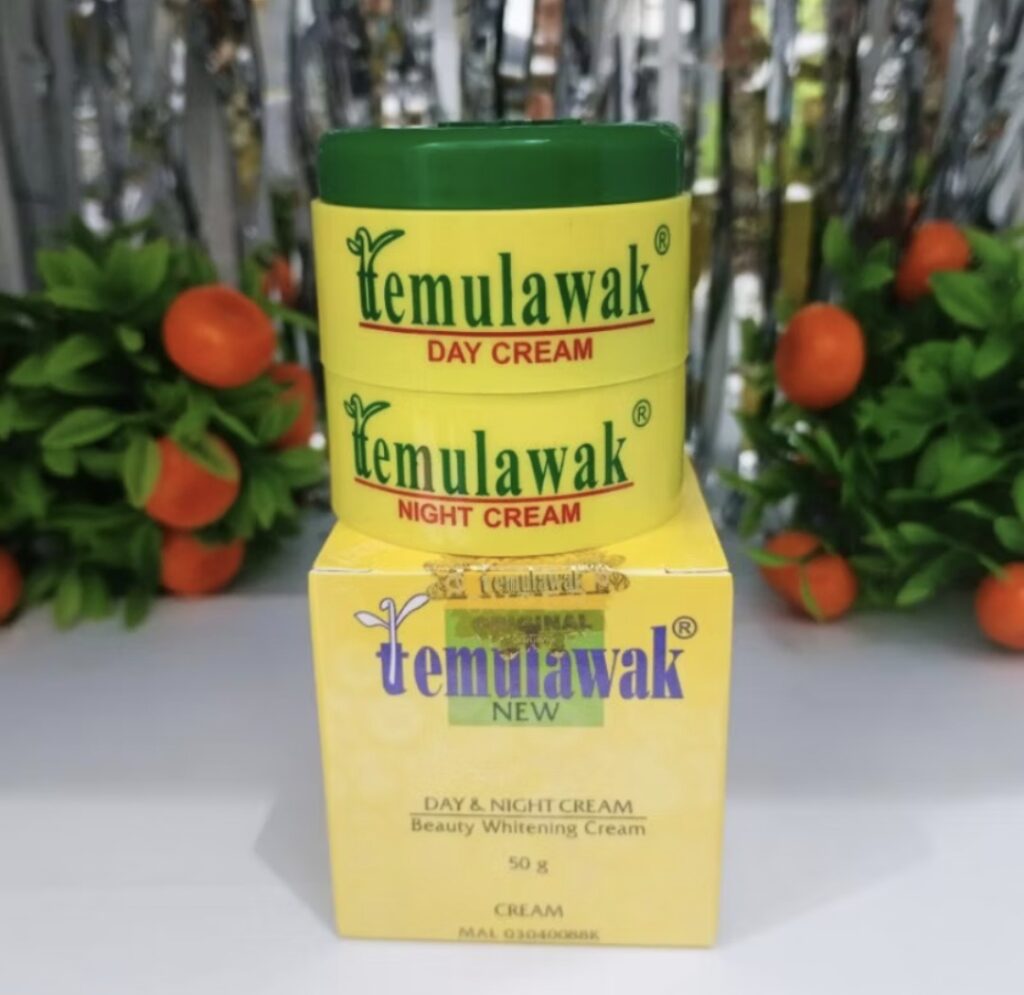 temulawak®
DAY CREAM
temulawak®
NIGHT CREAM
temulawak
ORIGINAL
temulawak®
NEW
DAY & NIGHT CREAM
Beauty Whitening Cream
50 g
CREAM
MAL 03040088K